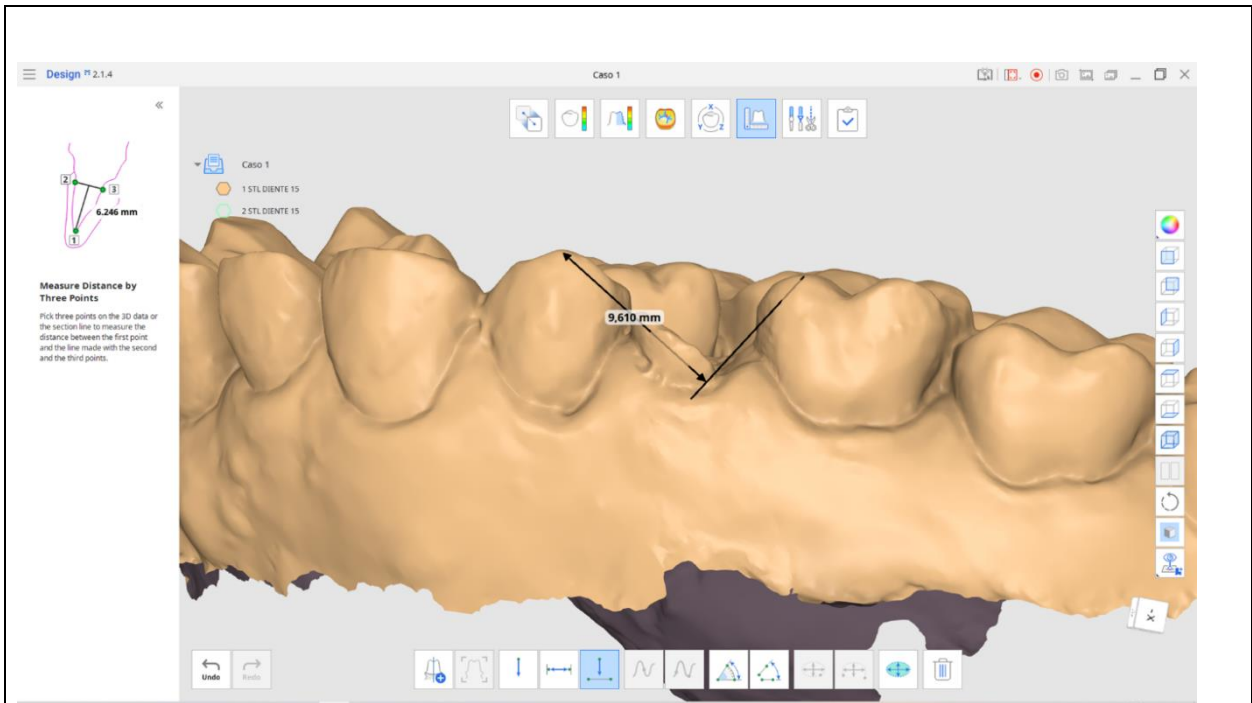 Design 2.1.4
Caso 1
Caso 1
1 STL DIENTE 15
2 STL DIENTE 15
2
3
6.246 mm
1
Measure Distance by
Three Points
Pick three points on the 3D data or
the section line to measure the
distance between the first point
and the line made with the second
and the third points.
9,610 mm
X
Y
Z
Undo
Redo